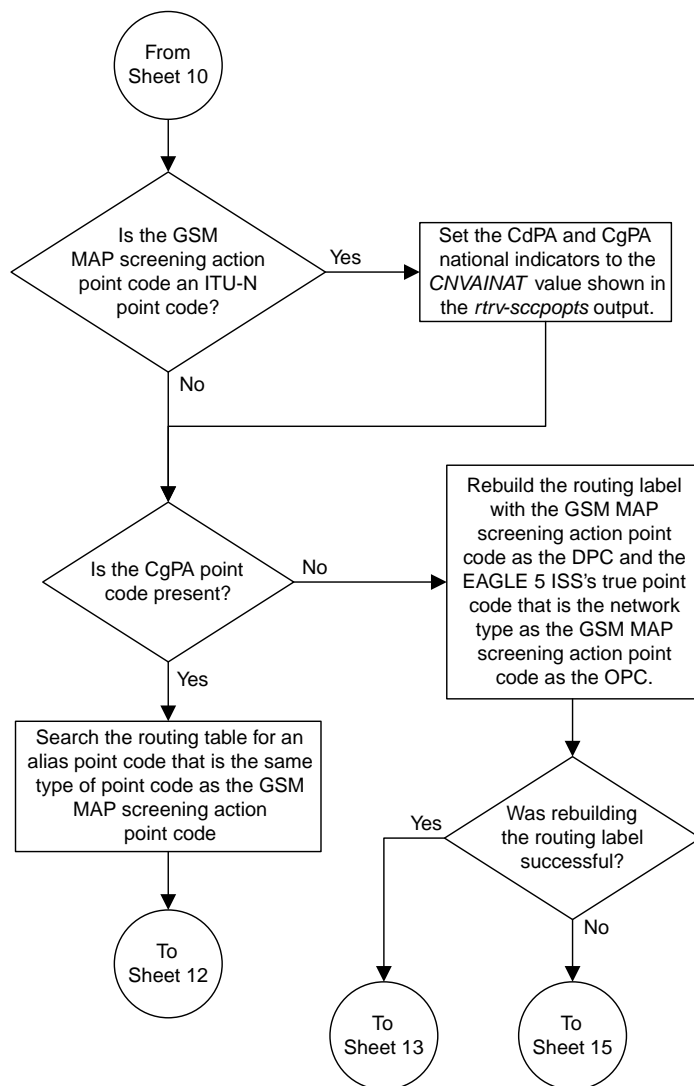 From
Sheet 10
Is the GSM
MAP screening action
point code an ITU-N
point code?
Yes
Set the CdPA and CgPA
national indicators to the
CNVAINAT value shown in
the rtrv-sccpopts output.
No
Is the CgPA point
code present?
No
Rebuild the routing label
with the GSM MAP
screening action point
code as the DPC and the
EAGLE 5 ISS's true point
code that is the network
type as the GSM MAP
screening action point
code as the OPC.
Yes
Search the routing table for an
alias point code that is the same
type of point code as the GSM
MAP screening action
point code
Was rebuilding
the routing label
successful?
Yes
No
To
Sheet 12
To
Sheet 13
To
Sheet 15